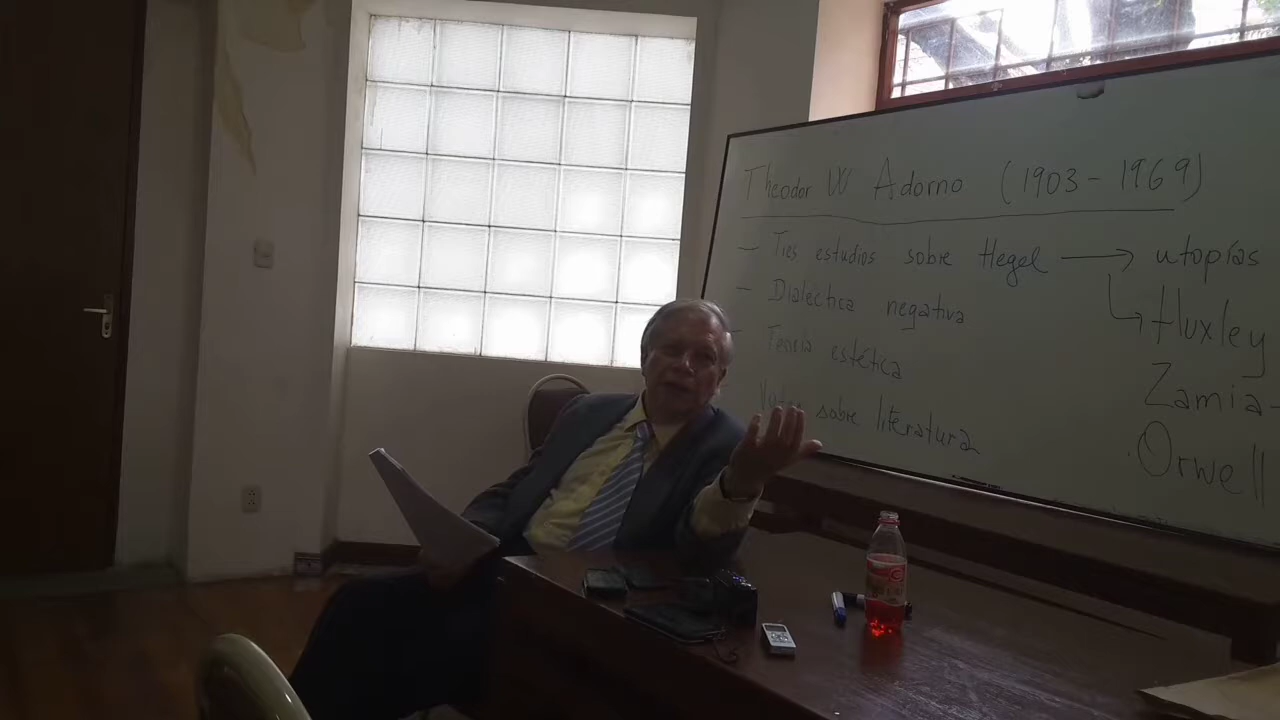 Theodor W Adorno (1903 - 1969)
- Tres estudios sobre Hegel → utopías
- Dialéctica negativa ↳ Huxley
- Teoría estética Zamia
sobre literatura Orwell